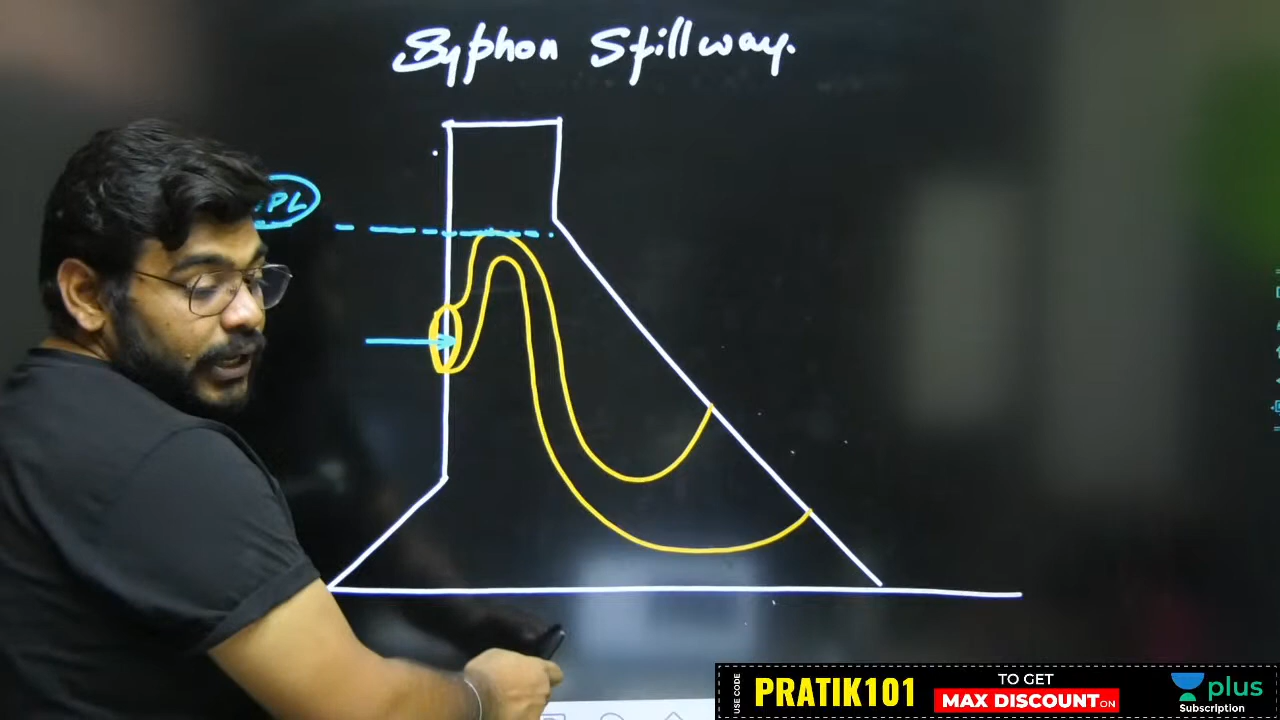 Syphon Spillway.
PL
USE CODE
PRATIK101
TO GET
MAX DISCOUNT ON
plus
Subscription